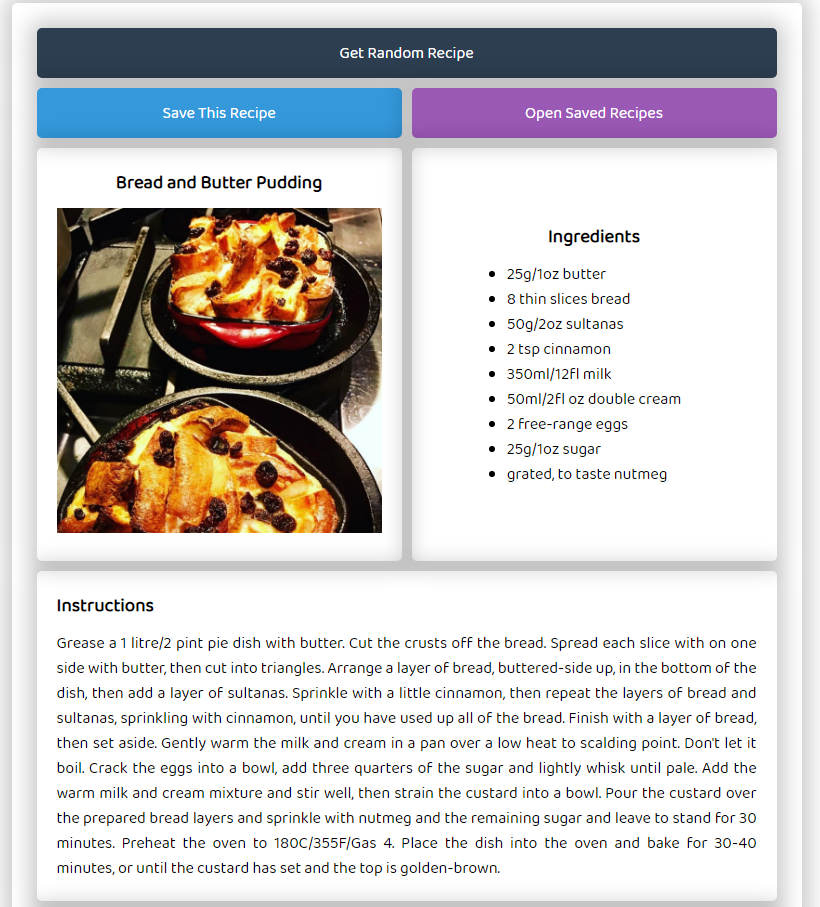 Get Random Recipe
Save This Recipe
Open Saved Recipes
Bread and Butter Pudding
Ingredients
25g/1oz butter
8 thin slices bread
50g/2oz sultanas
2 tsp cinnamon
350ml/12fl milk
50ml/2fl oz double cream
2 free-range eggs
25g/1oz sugar
grated, to taste nutmeg
Instructions
Grease a 1 litre/2 pint pie dish with butter. Cut the crusts off the bread. Spread each slice with on one
side with butter, then cut into triangles. Arrange a layer of bread, buttered-side up, in the bottom of the
dish, then add a layer of sultanas. Sprinkle with a little cinnamon, then repeat the layers of bread and
sultanas, sprinkling with cinnamon, until you have used up all of the bread. Finish with a layer of bread,
then set aside. Gently warm the milk and cream in a pan over a low heat to scalding point. Don't let it
boil. Crack the eggs into a bowl, add three quarters of the sugar and lightly whisk until pale. Add the
warm milk and cream mixture and stir well, then strain the custard into a bowl. Pour the custard over
the prepared bread layers and sprinkle with nutmeg and the remaining sugar and leave to stand for 30
minutes. Preheat the oven to 180C/355F/Gas 4. Place the dish into the oven and bake for 30-40
minutes, or until the custard has set and the top is golden-brown.